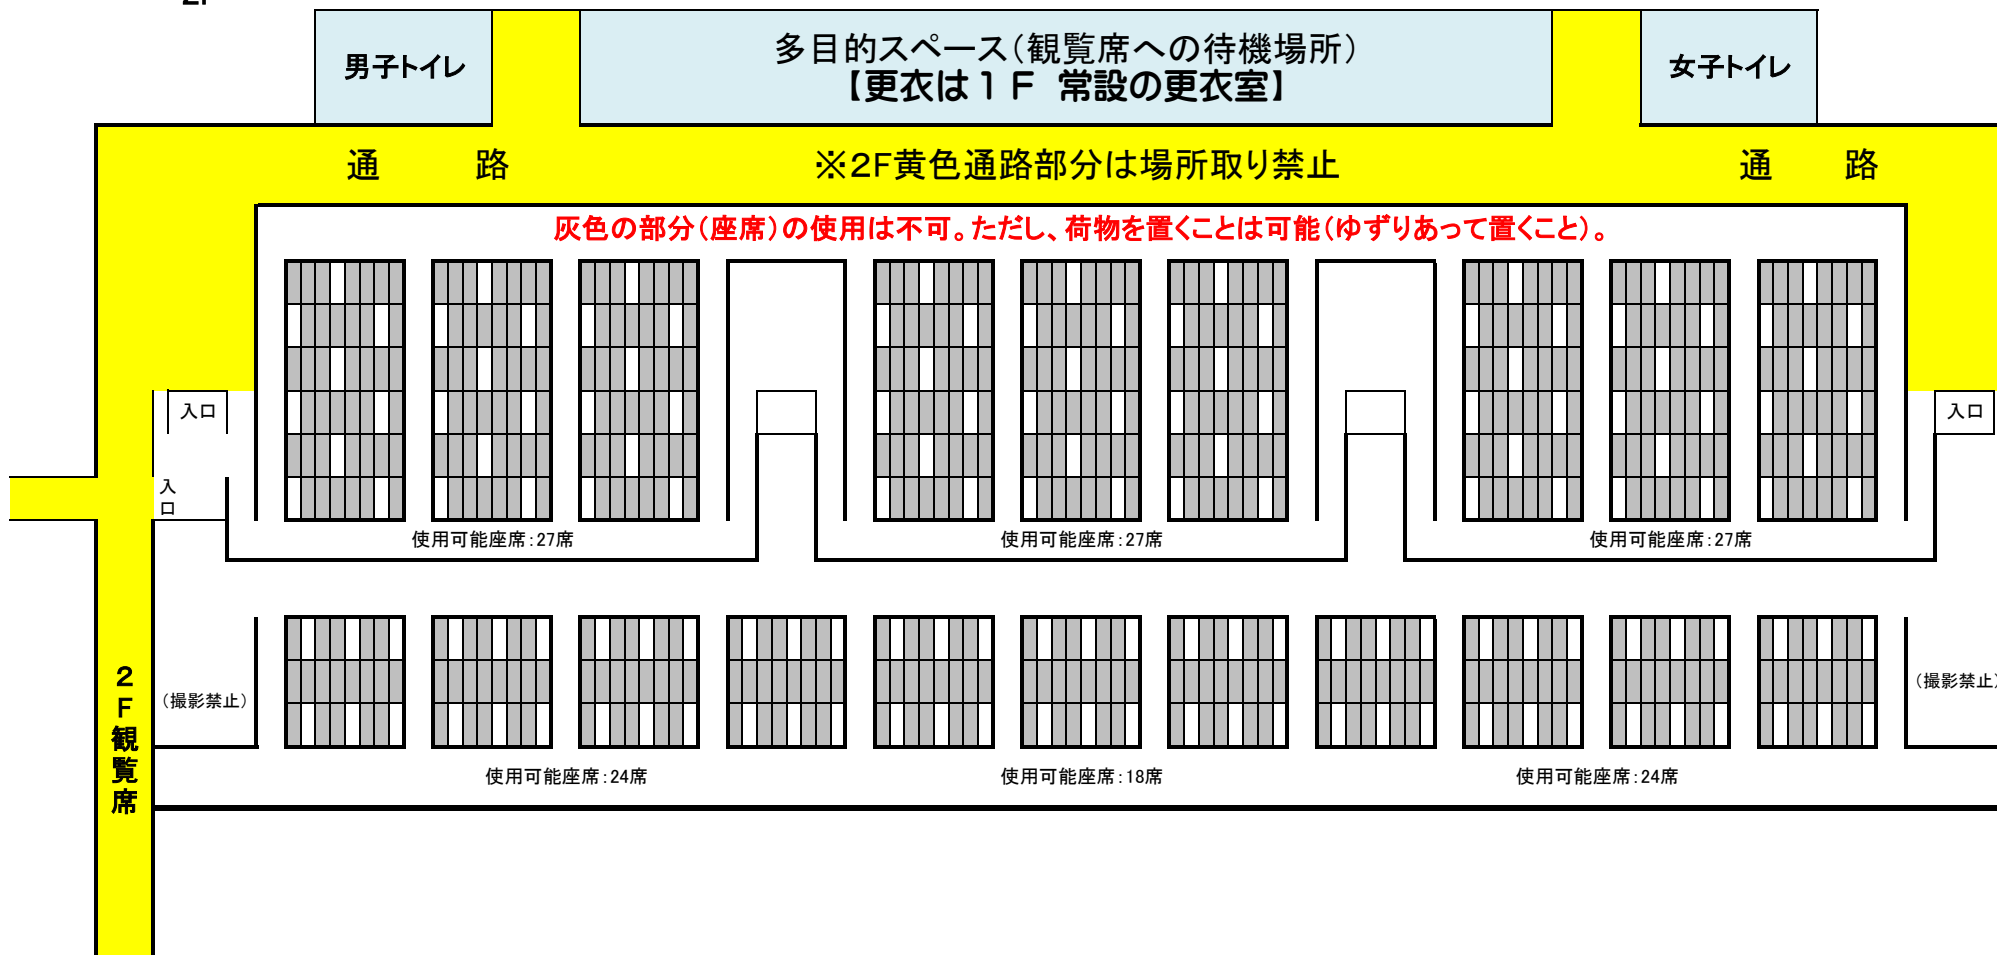 男子トイレ
多目的スペース(観覧席への待機場所)
【更衣は1F 常設の更衣室】
女子トイレ
通 路
※2F黄色通路部分は場所取り禁止
通 路
灰色の部分(座席)の使用は不可。ただし、荷物を置くことは可能(ゆずりあって置くこと)。
入口
入口
入口
使用可能座席:27席
使用可能座席:27席
使用可能座席:27席
2F観覧席
(撮影禁止)
(撮影禁止)
使用可能座席:24席
使用可能座席:18席
使用可能座席:24席